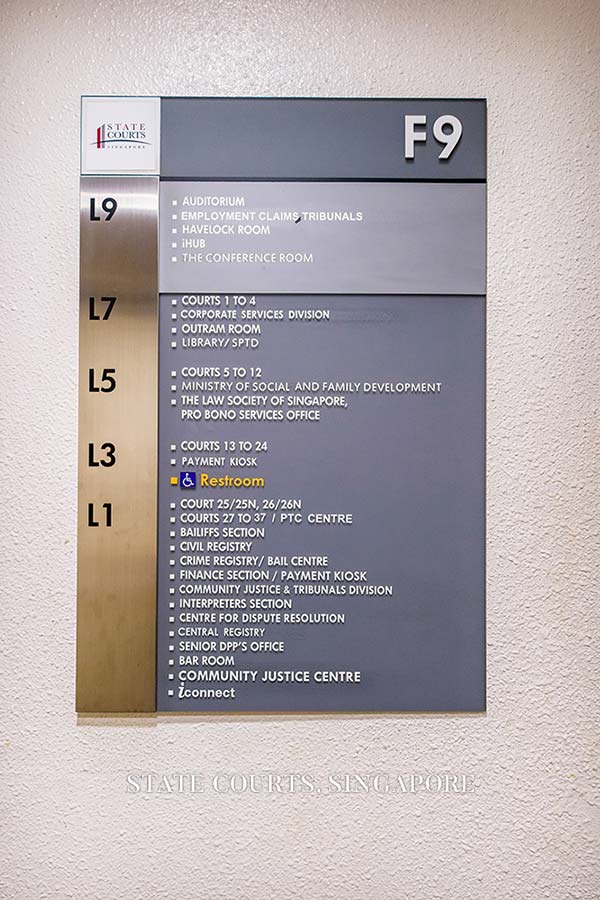 STATE
COURTS
SINGAPORE
F9
L9
AUDITORIUM
EMPLOYMENT CLAIMS TRIBUNALS
HAVELOCK ROOM
iHUB
THE CONFERENCE ROOM
L7
COURTS 1 TO 4
CORPORATE SERVICES DIVISION
OUTRAM ROOM
LIBRARY/ SPTD
L5
COURTS 5 TO 12
MINISTRY OF SOCIAL AND FAMILY DEVELOPMENT
THE LAW SOCIETY OF SINGAPORE,
PRO BONO SERVICES OFFICE
L3
COURTS 13 TO 24
PAYMENT KIOSK
Restroom
L1
COURT 25/25N, 26/26N
COURTS 27 TO 37 / PTC CENTRE
BAILIFFS SECTION
CIVIL REGISTRY
CRIME REGISTRY/ BAIL CENTRE
FINANCE SECTION / PAYMENT KIOSK
COMMUNITY JUSTICE & TRIBUNALS DIVISION
INTERPRETERS SECTION
CENTRE FOR DISPUTE RESOLUTION
CENTRAL REGISTRY
SENIOR DPP'S OFFICE
BAR ROOM
COMMUNITY JUSTICE CENTRE
iconnect
STATE COURTS, SINGAPORE